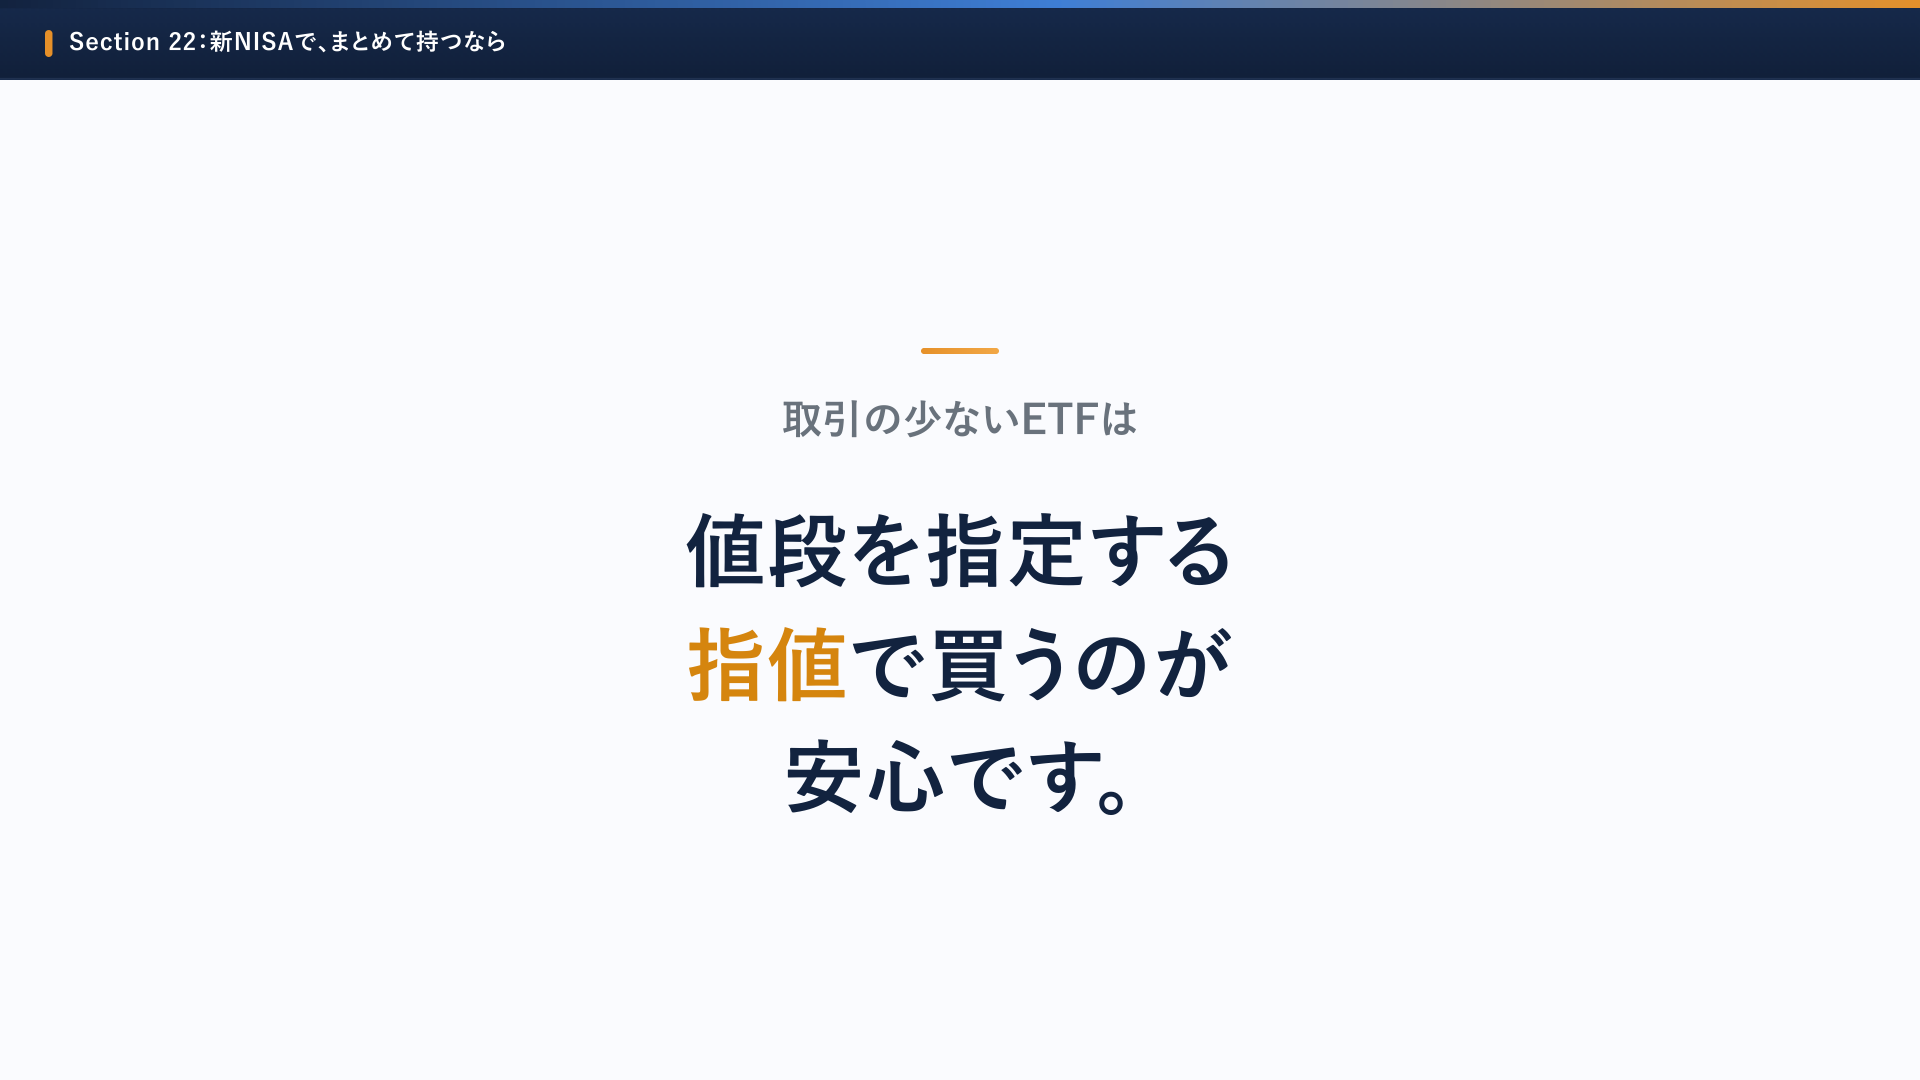 Section 22：新NISAで、まとめて持つなら
取引の少ないETFは
値段を指定する
指値で買うのが
安心です。